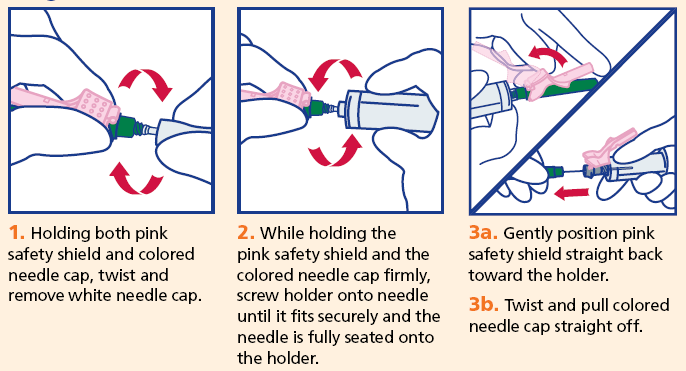 1. Holding both pink
safety shield and colored
needle cap, twist and
remove white needle cap.
2. While holding the
pink safety shield and the
colored needle cap firmly,
screw holder onto needle
until it fits securely and the
needle is fully seated onto
the holder.
3a. Gently position pink
safety shield straight back
toward the holder.
3b. Twist and pull colored
needle cap straight off.